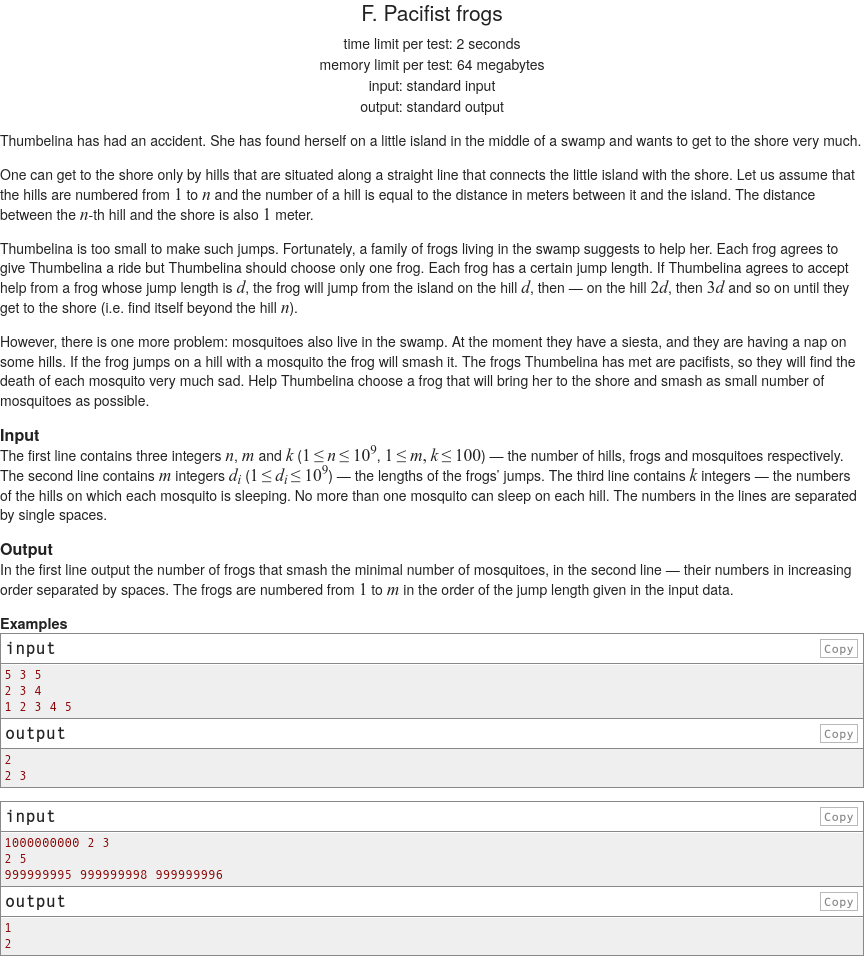 F. Pacifist frogs
time limit per test: 2 seconds
memory limit per test: 64 megabytes
input: standard input
output: standard output
Thumbelina has had an accident. She has found herself on a little island in the middle of a swamp and wants to get to the shore very much.
One can get to the shore only by hills that are situated along a straight line that connects the little island with the shore. Let us assume that
the hills are numbered from 1 to n and the number of a hill is equal to the distance in meters between it and the island. The distance
between the n-th hill and the shore is also 1 meter.
Thumbelina is too small to make such jumps. Fortunately, a family of frogs living in the swamp suggests to help her. Each frog agrees to
give Thumbelina a ride but Thumbelina should choose only one frog. Each frog has a certain jump length. If Thumbelina agrees to accept
help from a frog whose jump length is d, the frog will jump from the island on the hill d, then — on the hill 2d, then 3d and so on until they
get to the shore (i.e. find itself beyond the hill n).
However, there is one more problem: mosquitoes also live in the swamp. At the moment they have a siesta, and they are having a nap on
some hills. If the frog jumps on a hill with a mosquito the frog will smash it. The frogs Thumbelina has met are pacifists, so they will find the
death of each mosquito very much sad. Help Thumbelina choose a frog that will bring her to the shore and smash as small number of
mosquitoes as possible.
Input
The first line contains three integers n, m and k (1 ≤ n ≤ 10^9, 1 ≤ m, k ≤ 100) — the number of hills, frogs and mosquitoes respectively.
The second line contains m integers d_i (1 ≤ d_i ≤ 10^9) — the lengths of the frogs' jumps. The third line contains k integers — the numbers
of the hills on which each mosquito is sleeping. No more than one mosquito can sleep on each hill. The numbers in the lines are separated
by single spaces.
Output
In the first line output the number of frogs that smash the minimal number of mosquitoes, in the second line — their numbers in increasing
order separated by spaces. The frogs are numbered from 1 to m in the order of the jump length given in the input data.
Examples
input Copy
5 3 5
2 3 4
1 2 3 4 5
output Copy
2
2 3
input Copy
1000000000 2 3
2 5
999999995 999999998 999999996
output Copy
1
2